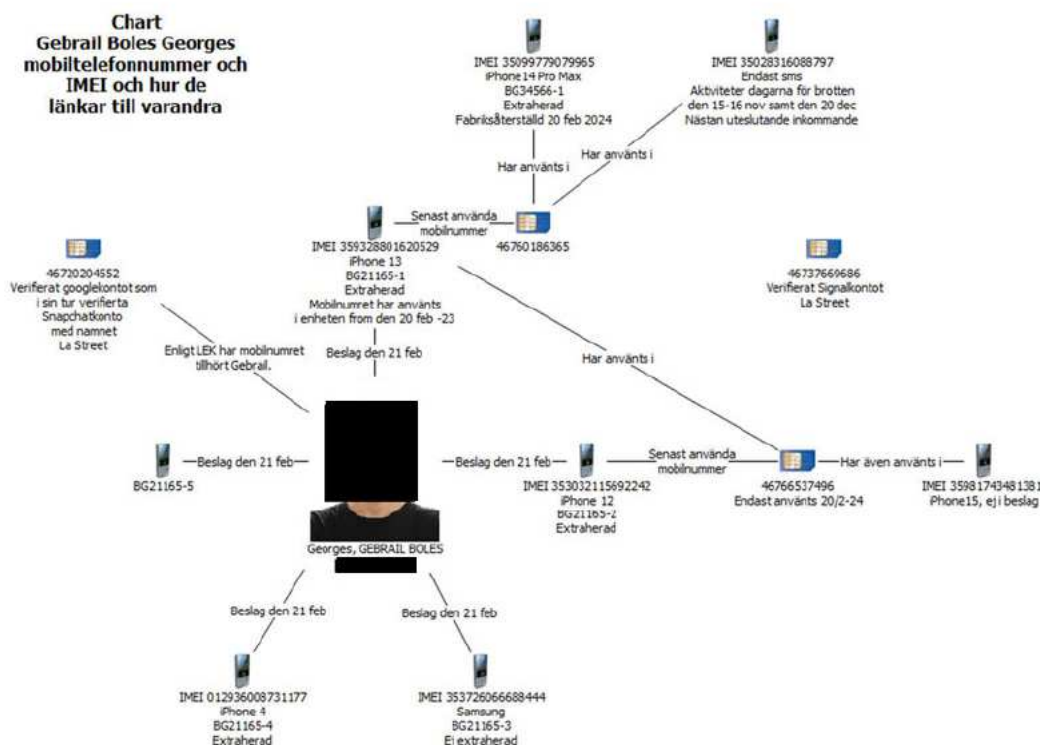 Chart
Gebrail Boles Georges
mobiltelefonnummer och
IMEI och hur de
länkar till varandra
IMEI 35099779079965
iPhone14 Pro Max
BG34566-1
Extraherad
Fabriksåterställd 20 feb 2024
IMEI 35028316088797
Endast sms
Aktiviteter dagarna för brotten
den 15-16 nov samt den 20 dec
Nästan uteslutande inkommande
Har använts i
Har använts i
Senast använda
mobilnummer
46760186365
IMEI 359328801620529
iPhone 13
BG21165-1
Extraherad
Mobilnumret har använts
i enheten from den 20 feb -23
46720204552
Verifierat googlekontot som
i sin tur verifierta
Snapchatkonto
med namnet
La Street
46737669686
Verifierat Signalkontot
La Street
Enligt LEK har mobilnumret
tillhört Gebrail.
Beslag den 21 feb
Har använts i
Beslag den 21 feb
BG21165-5
Beslag den 21 feb
IMEI 353032115692242
iPhone 12
BG21165-2
Extraherad
Senast använda
mobilnummer
46766537496
Endast använts 20/2-24
Har även använts i
IMEI 35981743481381
iPhone15, ej i beslag
Georges, GEBRAIL BOLES
Beslag den 21 feb
Beslag den 21 feb
IMEI 012936008731177
iPhone 4
BG21165-4
Extraherad
IMEI 353726066688444
Samsung
BG21165-3
Ej extraherad